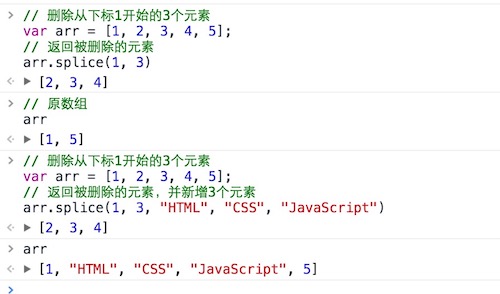 // 删除从下标1开始的3个元素
var arr = [1, 2, 3, 4, 5];
// 返回被删除的元素
arr.splice(1, 3)
[2, 3, 4]
// 原数组
arr
[1, 5]
// 删除从下标1开始的3个元素
var arr = [1, 2, 3, 4, 5];
// 返回被删除的元素，并新增3个元素
arr.splice(1, 3, "HTML", "CSS", "JavaScript")
[2, 3, 4]
arr
[1, "HTML", "CSS", "JavaScript", 5]